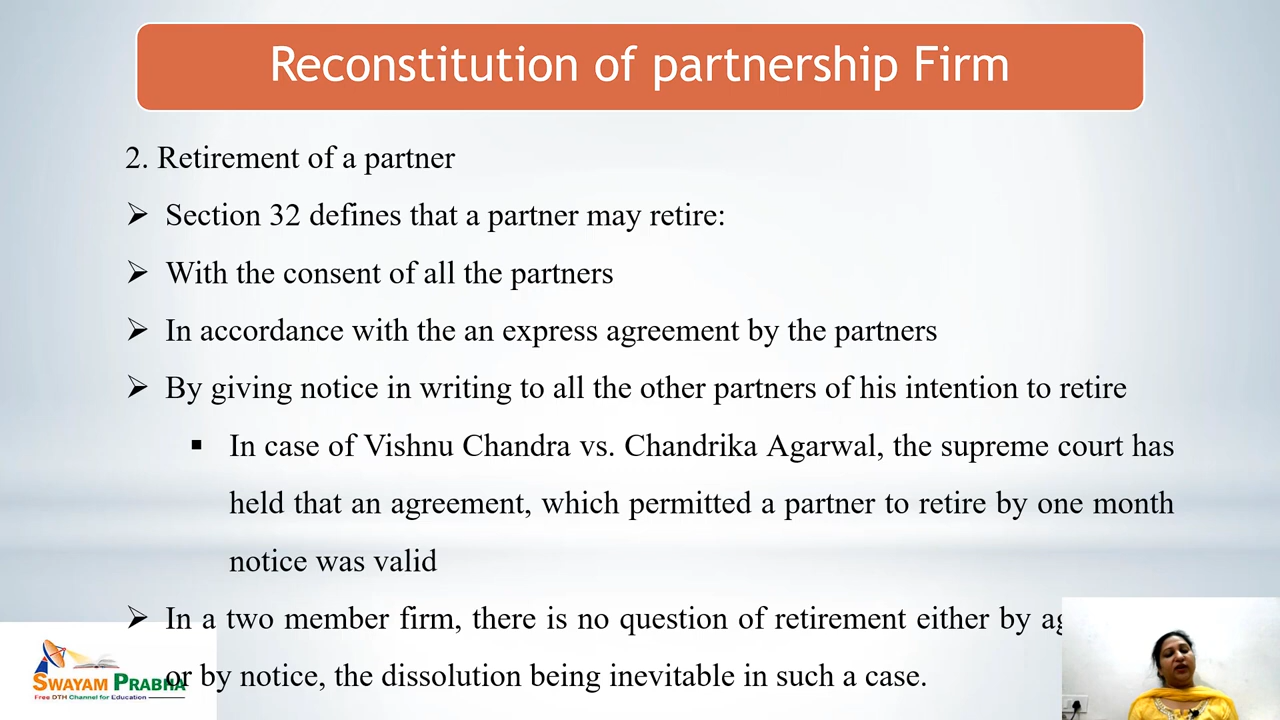 Reconstitution of partnership Firm
2. Retirement of a partner
➢ Section 32 defines that a partner may retire:
➢ With the consent of all the partners
➢ In accordance with the an express agreement by the partners
➢ By giving notice in writing to all the other partners of his intention to retire
▪ In case of Vishnu Chandra vs. Chandrika Agarwal, the supreme court has
held that an agreement, which permitted a partner to retire by one month
notice was valid
➢ In a two member firm, there is no question of retirement either by
or by notice, the dissolution being inevitable in such a case.
SWAYAM PRABHA
Free DTH Channel for Education